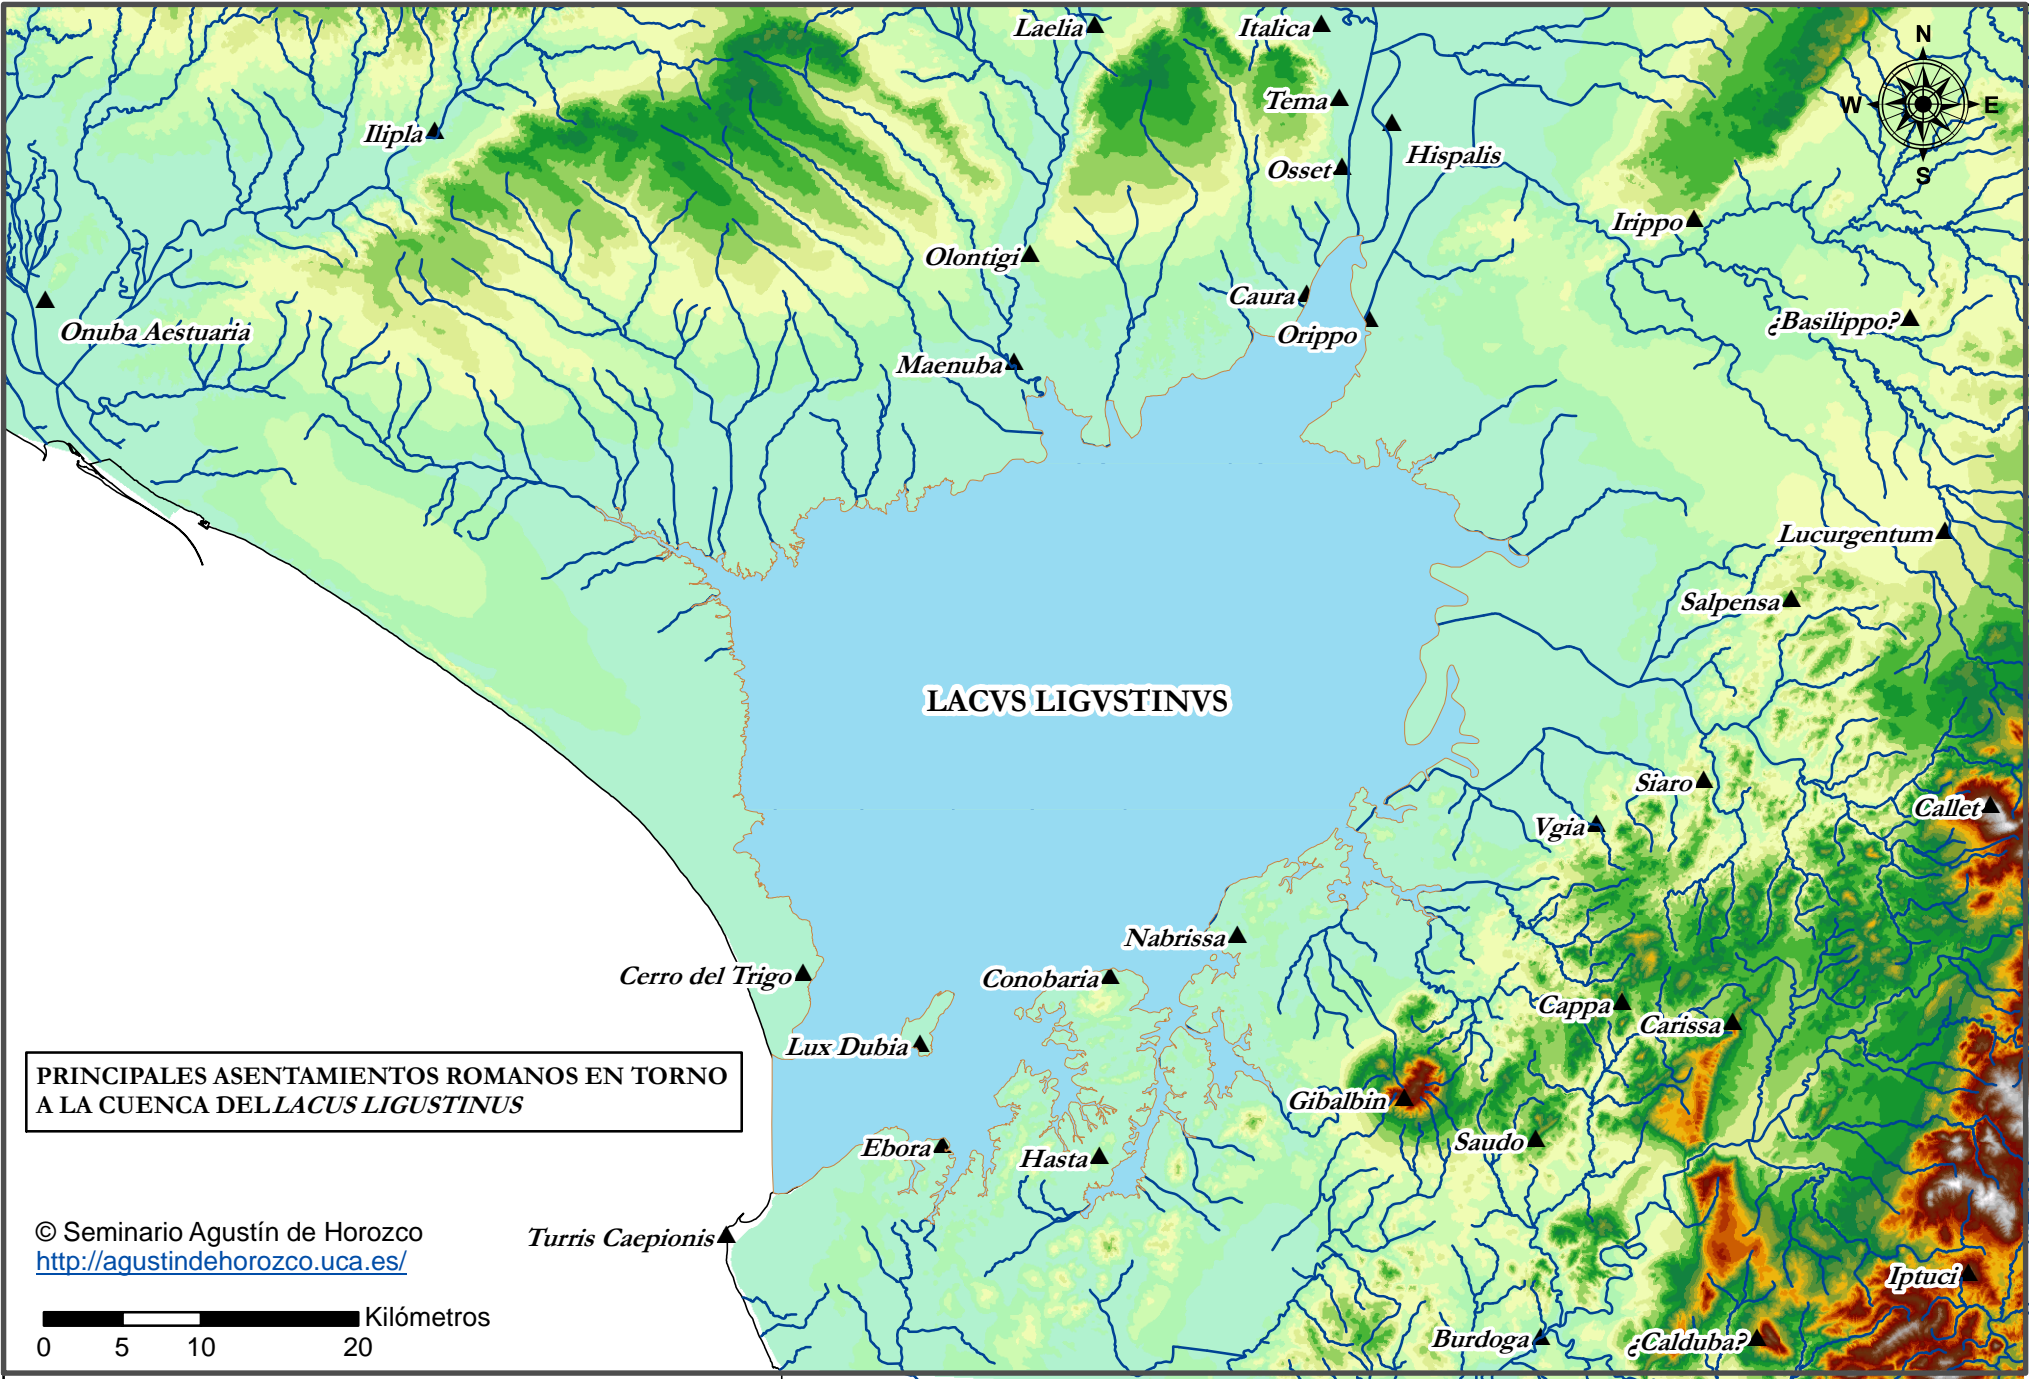 Laelia
Italica
N
Tema
W
E
Ilipla
Hispalis
Osset
S
Irippo
Olontigi
Caura
Onuba Aestuaria
Orippo
¿Basilippo?
Maenuba
Lucurgentum
Salpensa
LACVS LIGVSTINVS
Siaro
Callet
Vgia
Nabrissa
Cerro del Trigo
Conobaria
Cappa
Carissa
Lux Dubia
PRINCIPALES ASENTAMIENTOS ROMANOS EN TORNO
A LA CUENCA DEL LACUS LIGUSTINUS
Gibalbin
Saudo
Ebora
Hasta
© Seminario Agustín de Horozco
Turris Caepionis
http://agustindehorozco.uca.es/
Iptuci
Kilómetros
0 5 10 20
Burdoga
¿Calduba?